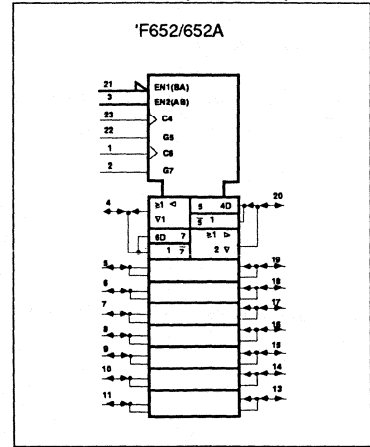 'F652/652A
21 EN1(BA)
3 EN2(AB)
23 C4
22 G5
1 C6
2 G7
4 ≥1 ◁ 5 4D 20
▽1 5̅ 1
6D 7 ≥1 ▷
1 7̅ 2 ▽
5 19
6 18
7 17
8 16
9 15
10 14
11 13